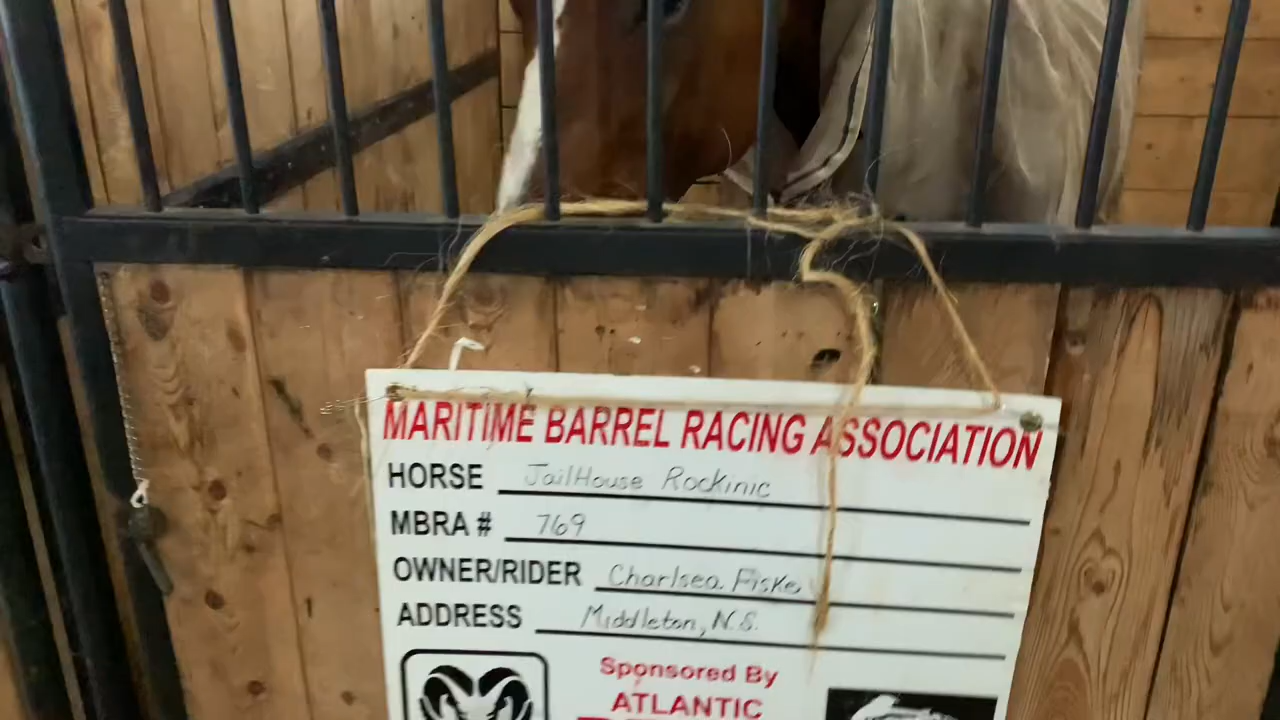 MARITIME BARREL RACING ASSOCIATION
HORSE JailHouse Rockinic
MBRA # 769
OWNER/RIDER Charlsea Fiske
ADDRESS Middleton, N.S.
Sponsored By
ATLANTIC